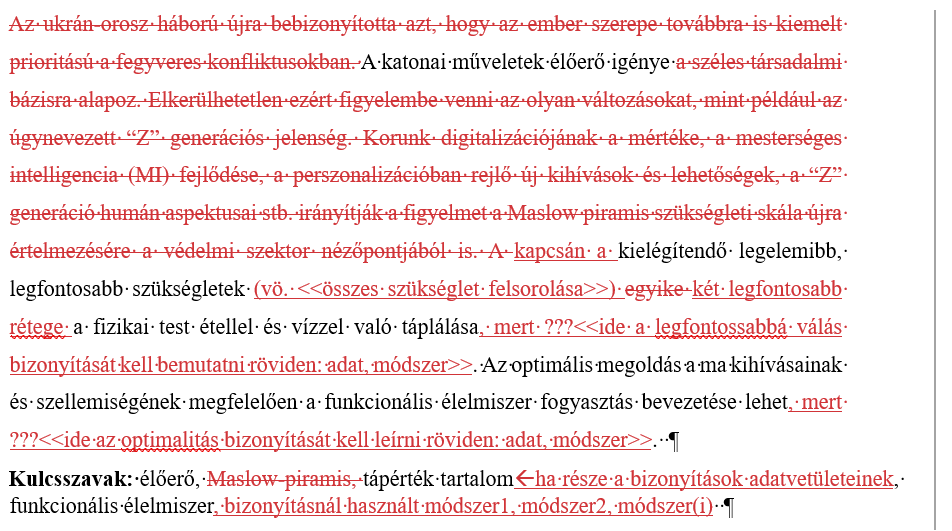 Az ukrán-orosz háború újra bebizonyította azt, hogy az ember szerepe továbbra is kiemelt
prioritású a fegyveres konfliktusokban. A katonai műveletek élőerő igénye a széles társadalmi
bázisra alapoz. Elkerülhetetlen ezért figyelembe venni az olyan változásokat, mint például az
úgynevezett “Z” generációs jelenség. Korunk digitalizációjának a mértéke, a mesterséges
intelligencia (MI) fejlődése, a perszonalizációban rejlő új kihívások és lehetőségek, a “Z”
generáció humán aspektusai stb. irányítják a figyelmet a Maslow piramis szükségleti skála újra
értelmezésére a védelmi szektor nézőpontjából is. A kapcsán a kielégítendő legelemibb,
legfontosabb szükségletek (vö. <<összes szükséglet felsorolása>>) egyike két legfontosabb
rétege a fizikai test étellel és vízzel való táplálása, mert ???<<ide a legfontossabbá válás
bizonyítását kell bemutatni röviden: adat, módszer>>. Az optimális megoldás a ma kihívásainak
és szellemiségének megfelelően a funkcionális élelmiszer fogyasztás bevezetése lehet, mert
???<<ide az optimalitás bizonyítását kell leírni röviden: adat, módszer>>. ¶
Kulcsszavak: élőerő, Maslow-piramis, tápérték tartalom←ha része a bizonyítások adatvetületeinek,
funkcionális élelmiszer, bizonyításnál használt módszer1, módszer2, módszer(i) ¶